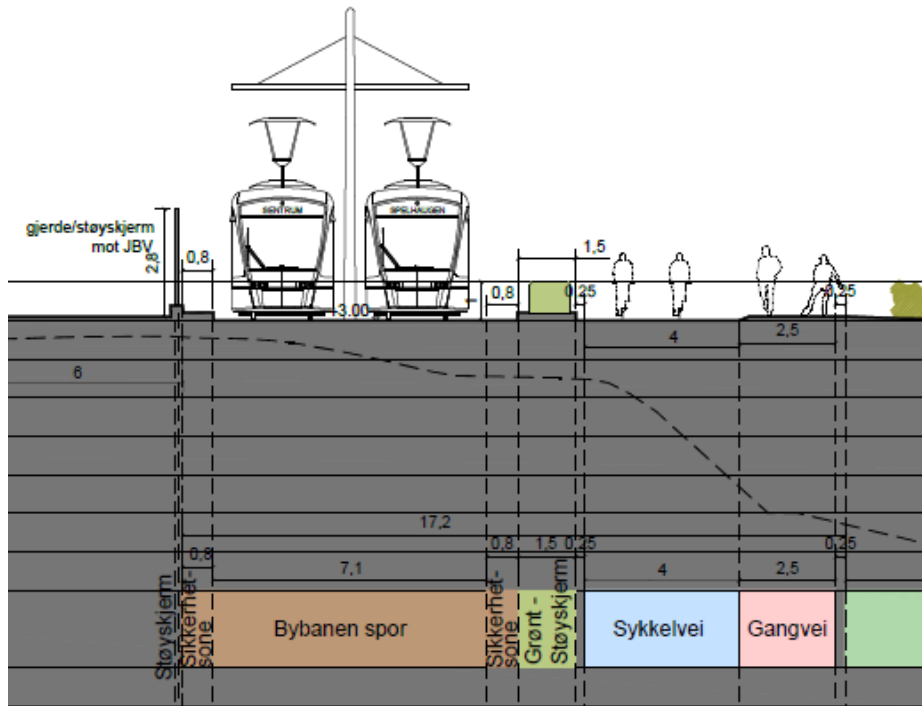 SENTRUM
SPELHAUGEN
gjerde/støyskjerm
mot JBV
2,8
0,8
1,5
0,8
0,25
0,25
-3.00
1
4
2,5
6
17,2
0,8
7,1
0,8
1,5
0,25
4
2,5
0,25
Støyskjerm
Sikkerhet-
sone
Bybanen spor
Sikkerhet-
sone
Grønt -
Støyskjerm
Sykkelvei
Gangvei